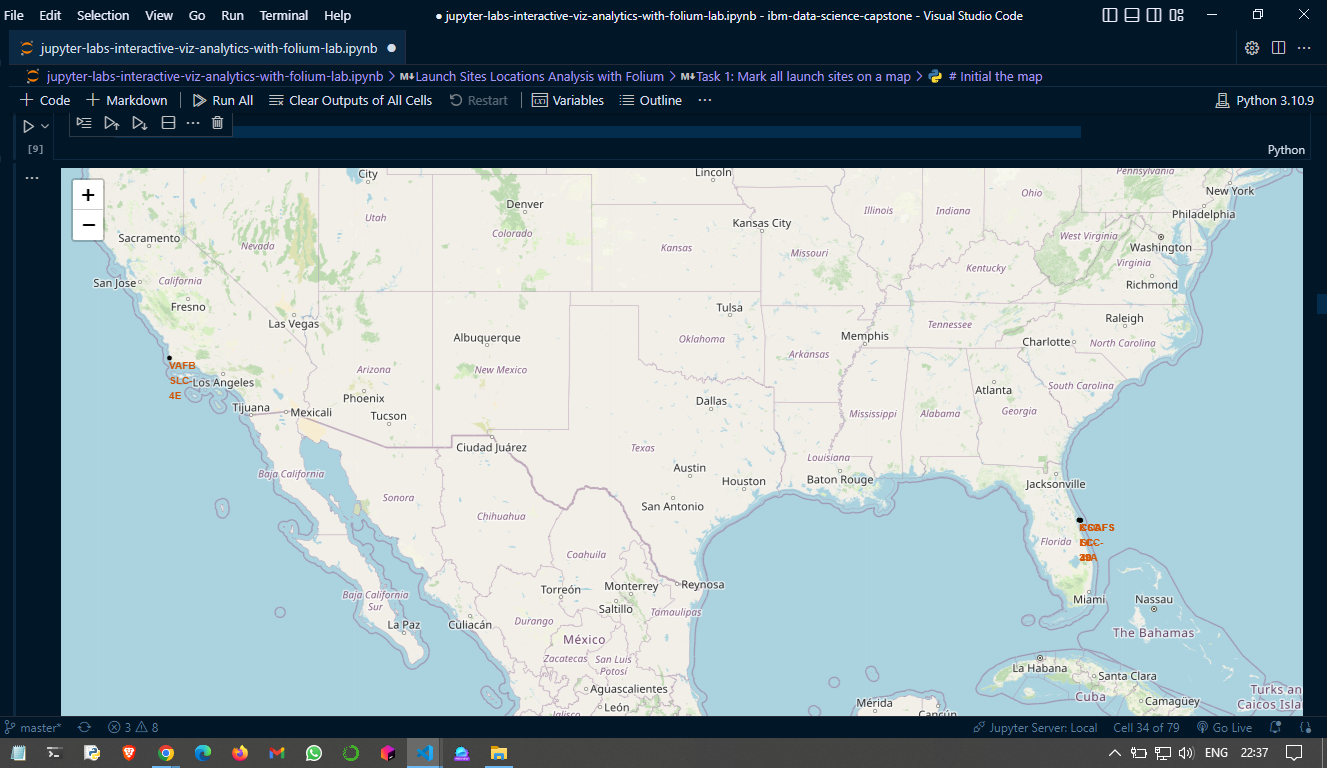 File Edit Selection View Go Run Terminal Help
● jupyter-labs-interactive-viz-analytics-with-folium-lab.ipynb - ibm-data-science-capstone - Visual Studio Code
jupyter-labs-interactive-viz-analytics-with-folium-lab.ipynb ●
jupyter-labs-interactive-viz-analytics-with-folium-lab.ipynb > M↓Launch Sites Locations Analysis with Folium > M↓Task 1: Mark all launch sites on a map > # Initial the map
+ Code + Markdown Run All Clear Outputs of All Cells Restart Variables Outline ...
Python 3.10.9
[9]
Python
+
−
City
Lincoln
Pennsylvania
New York
Denver
Utah
Ohio
Illinois
Indiana
Philadelphia
Kansas City
Colorado
Sacramento
Nevada
Kansas
Missouri
West Virginia
Washington
Virginia
Kentucky
San Jose
California
Richmond
Fresno
Tulsa
Las Vegas
Raleigh
Tennessee
Albuquerque
Oklahoma
Memphis
Charlotte
North Carolina
Arkansas
VAFB
SLC-
4E
Los Angeles
Arizona
New Mexico
South Carolina
Atlanta
Phoenix
Tijuana
Mexicali
Tucson
Dallas
Mississippi
Alabama
Georgia
Ciudad Juárez
Texas
Louisiana
Austin
Baja California
Houston
Baton Rouge
Jacksonville
Sonora
San Antonio
Chihuahua
Florida
Coahuila
Torreón
Monterrey
Reynosa
Baja California
Sur
Saltillo
Tamaulipas
Miami
Nassau
La Paz
Culiacán
Durango
México
The Bahamas
Zacatecas
San Luis
Potosí
La Habana
Santa Clara
Aguascalientes
Cuba
Camagüey
Turks an
Caicos Isl
León
Mérida
Cancún
Jalisco
master* 3 8
Jupyter Server: Local Cell 34 of 79 Go Live
ENG 22:37